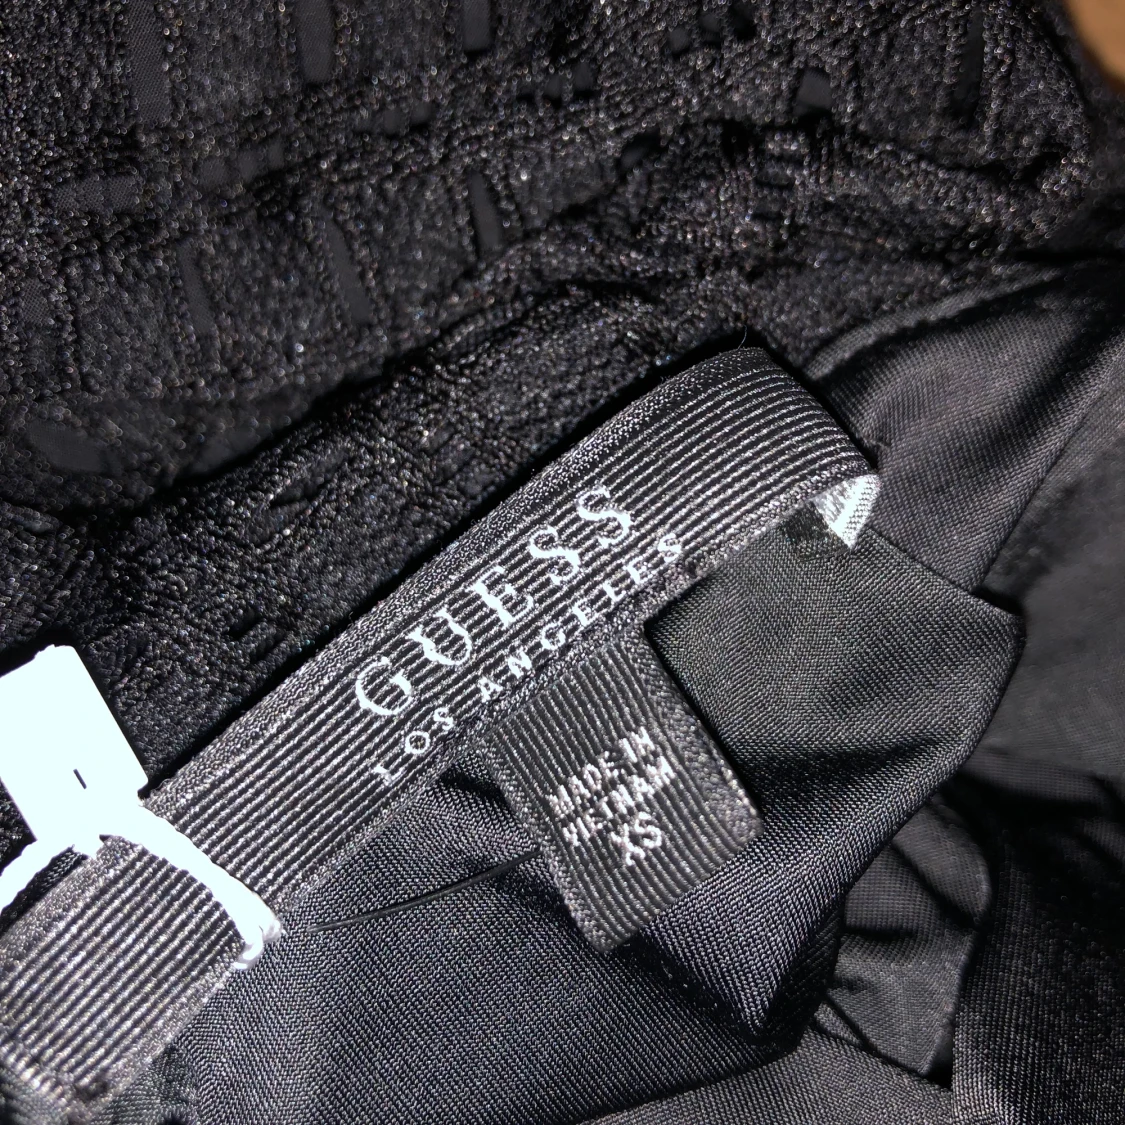 GUESS
LOS ANGELES
MADE IN
VIETNAM
XS